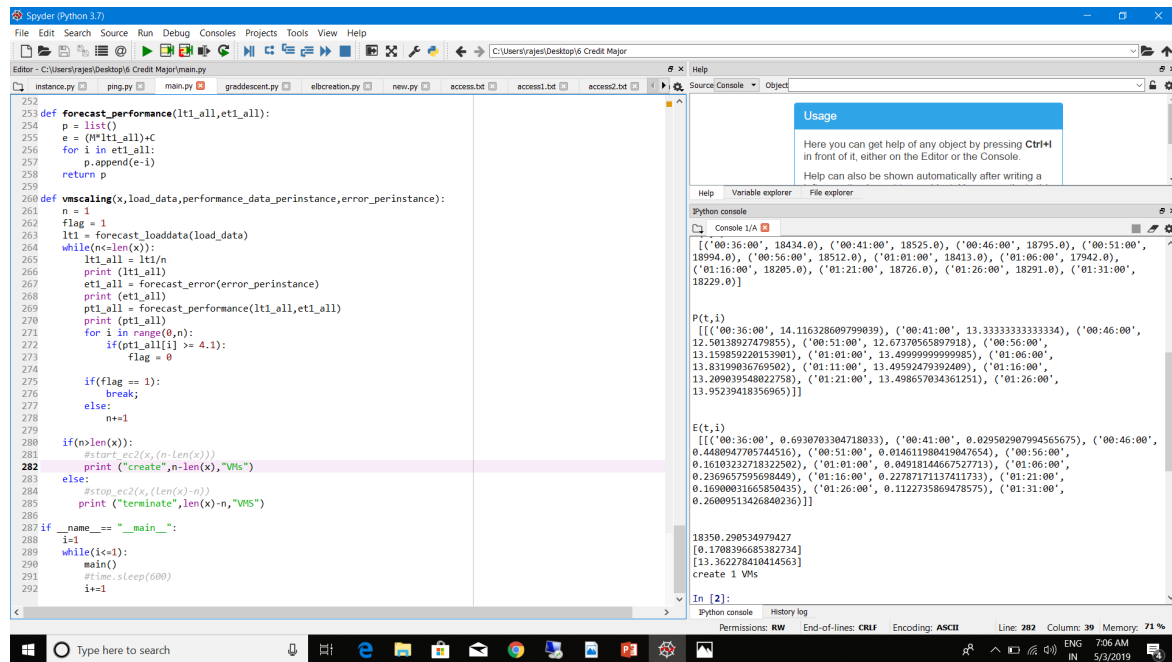 Spyder (Python 3.7)
File Edit Search Source Run Debug Consoles Projects Tools View Help
C:\Users\rajes\Desktop\6 Credit Major
Editor - C:\Users\rajes\Desktop\6 Credit Major\main.py
instance.py ping.py main.py graddescent.py elbcreation.py new.py access.txt access1.txt access2.txt
252
253 def forecast_performance(lt1_all,et1_all):
254 p = list()
255 e = (M*lt1_all)+C
256 for i in et1_all:
257 p.append(e-i)
258 return p
259
260 def vmscaling(x,load_data,performance_data_perinstance,error_perinstance):
261 n = 1
262 flag = 1
263 lt1 = forecast_loaddata(load_data)
264 while(n<=len(x)):
265 lt1_all = lt1/n
266 print (lt1_all)
267 et1_all = forecast_error(error_perinstance)
268 print (et1_all)
269 pt1_all = forecast_performance(lt1_all,et1_all)
270 print (pt1_all)
271 for i in range(0,n):
272 if(pt1_all[i] >= 4.1):
273 flag = 0
274
275 if(flag == 1):
276 break;
277 else:
278 n+=1
279
280 if(n>len(x)):
281 #start_ec2(x,(n-len(x)))
282 print ("create",n-len(x),"VMs")
283 else:
284 #stop_ec2(x,(len(x)-n))
285 print ("terminate",len(x)-n,"VMS")
286
287 if __name__== "__main__":
288 i=1
289 while(i<=1):
290 main()
291 #time.sleep(600)
292 i+=1
Help
Source Console Object
Usage
Here you can get help of any object by pressing Ctrl+I
in front of it, either on the Editor or the Console.
Help can also be shown automatically after writing a
Help Variable explorer File explorer
IPython console
Console 1/A
[('00:36:00', 18434.0), ('00:41:00', 18525.0), ('00:46:00', 18795.0), ('00:51:00',
18994.0), ('00:56:00', 18512.0), ('01:01:00', 18413.0), ('01:06:00', 17942.0),
('01:16:00', 18205.0), ('01:21:00', 18726.0), ('01:26:00', 18291.0), ('01:31:00',
18229.0)]
P(t,i)
[[('00:36:00', 14.116328609799039), ('00:41:00', 13.33333333333334), ('00:46:00',
12.50138927479855), ('00:51:00', 12.67370565897918), ('00:56:00',
13.159859220153901), ('01:01:00', 13.49999999999985), ('01:06:00',
13.83199036769502), ('01:11:00', 13.49592479392409), ('01:16:00',
13.209039548022758), ('01:21:00', 13.498657034361251), ('01:26:00',
13.95239418356965)]]
E(t,i)
[[('00:36:00', 0.6930703304718033), ('00:41:00', 0.029502907994565675), ('00:46:00',
0.4480947705744516), ('00:51:00', 0.014611980419047654), ('00:56:00',
0.16103232718322502), ('01:01:00', 0.04918144667527713), ('01:06:00',
0.2369657595698449), ('01:16:00', 0.22787171137411733), ('01:21:00',
0.16900031665850435), ('01:26:00', 0.1122735869478575), ('01:31:00',
0.26009513426840236)]]
18350.290534979427
[0.1708396685382734]
[13.362278410414563]
create 1 VMs
In [2]:
IPython console History log
Permissions: RW End-of-lines: CRLF Encoding: ASCII Line: 282 Column: 39 Memory: 71 %
Type here to search
ENG 7:06 AM
IN 5/3/2019